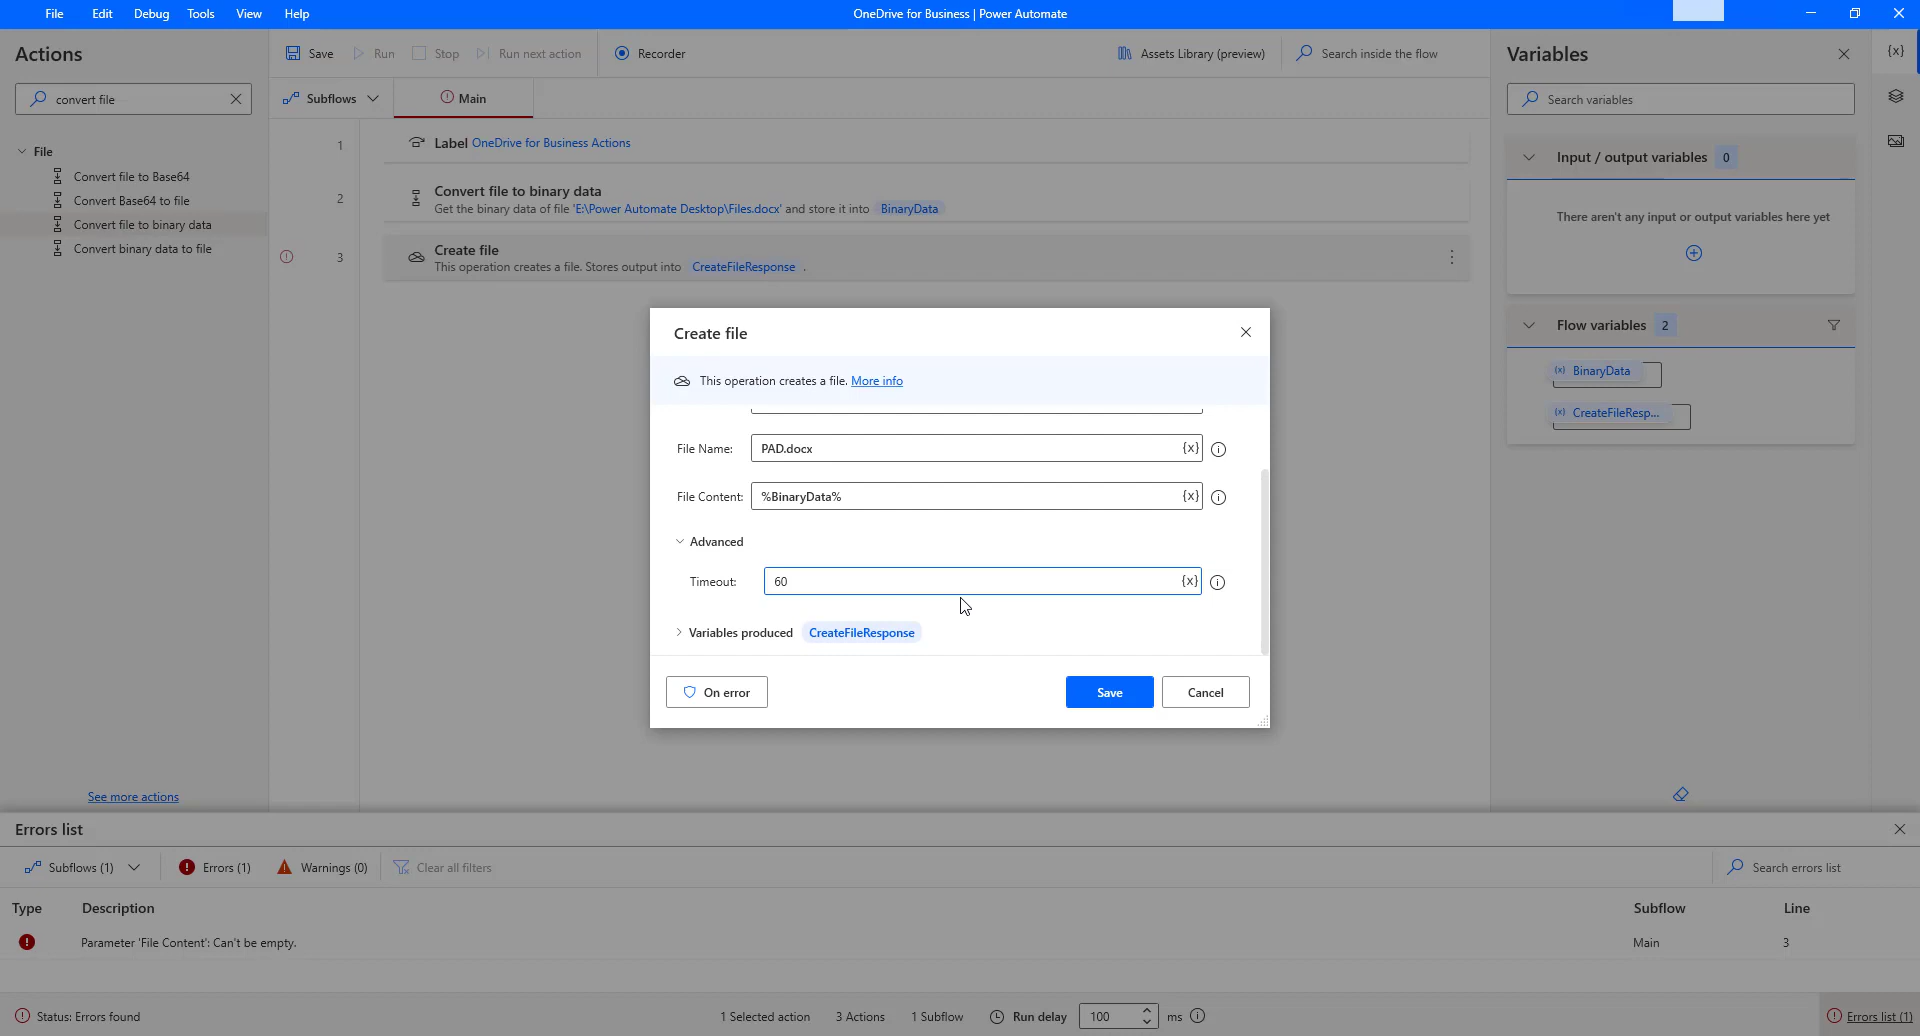 File Edit Debug Tools View Help OneDrive for Business | Power Automate
Actions
convert file
File
Convert file to Base64
Convert Base64 to file
Convert file to binary data
Convert binary data to file
See more actions
Save Run Stop Run next action Recorder Assets Library (preview) Search inside the flow
Subflows Main
1 Label OneDrive for Business Actions
2 Convert file to binary data
Get the binary data of file 'E:\Power Automate Desktop\Files.docx' and store it into BinaryData
3 Create file
This operation creates a file. Stores output into CreateFileResponse .
Create file
This operation creates a file. More info
File Name: PAD.docx {x}
File Content: %BinaryData% {x}
Advanced
Timeout: 60 {x}
Variables produced CreateFileResponse
On error Save Cancel
Variables {x}
Search variables
Input / output variables 0
There aren't any input or output variables here yet
Flow variables 2
(x) BinaryData
(x) CreateFileResp...
Errors list
Subflows (1) Errors (1) Warnings (0) Clear all filters Search errors list
Type Description Subflow Line
Parameter 'File Content': Can't be empty. Main 3
Status: Errors found 1 Selected action 3 Actions 1 Subflow Run delay 100 ms Errors list (1)